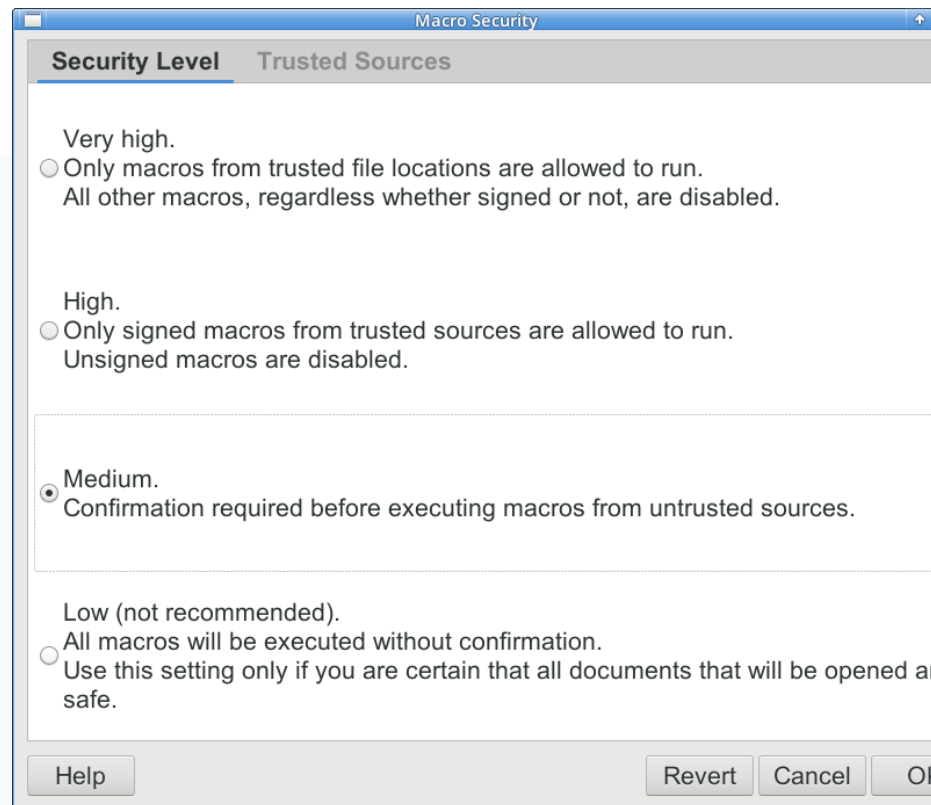 Macro Security
Security Level Trusted Sources
Very high.
Only macros from trusted file locations are allowed to run.
All other macros, regardless whether signed or not, are disabled.
High.
Only signed macros from trusted sources are allowed to run.
Unsigned macros are disabled.
Medium.
Confirmation required before executing macros from untrusted sources.
Low (not recommended).
All macros will be executed without confirmation.
Use this setting only if you are certain that all documents that will be opened
safe.
Help Revert Cancel